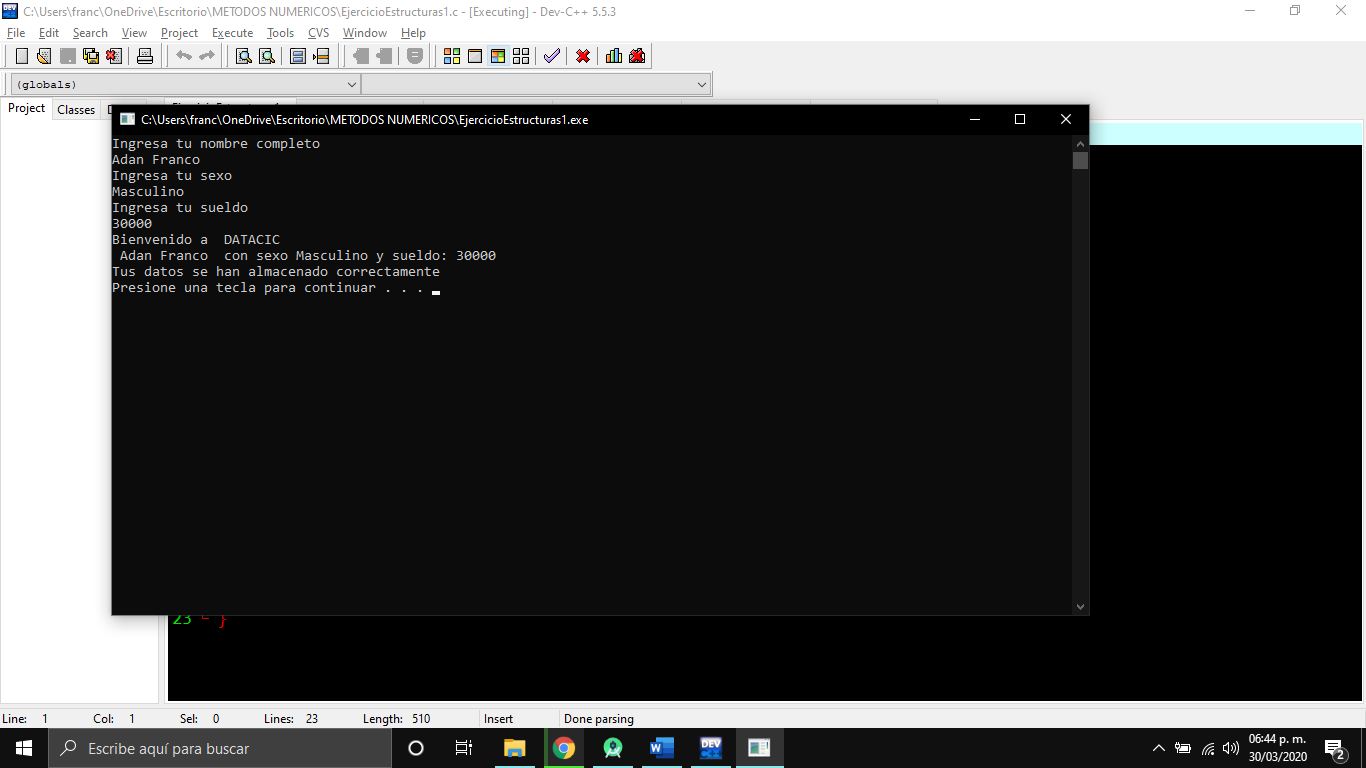 C:\Users\franc\OneDrive\Escritorio\METODOS NUMERICOS\EjercicioEstructuras1.c - [Executing] - Dev-C++ 5.5.3
File Edit Search View Project Execute Tools CVS Window Help
(globals)
Project Classes
C:\Users\franc\OneDrive\Escritorio\METODOS NUMERICOS\EjercicioEstructuras1.exe
Ingresa tu nombre completo
Adan Franco
Ingresa tu sexo
Masculino
Ingresa tu sueldo
30000
Bienvenido a  DATACIC
 Adan Franco  con sexo Masculino y sueldo: 30000
Tus datos se han almacenado correctamente
Presione una tecla para continuar . . .
23 }
Line: 1 Col: 1 Sel: 0 Lines: 23 Length: 510 Insert Done parsing
Escribe aquí para buscar
DEV C++
06:44 p. m.
30/03/2020
2